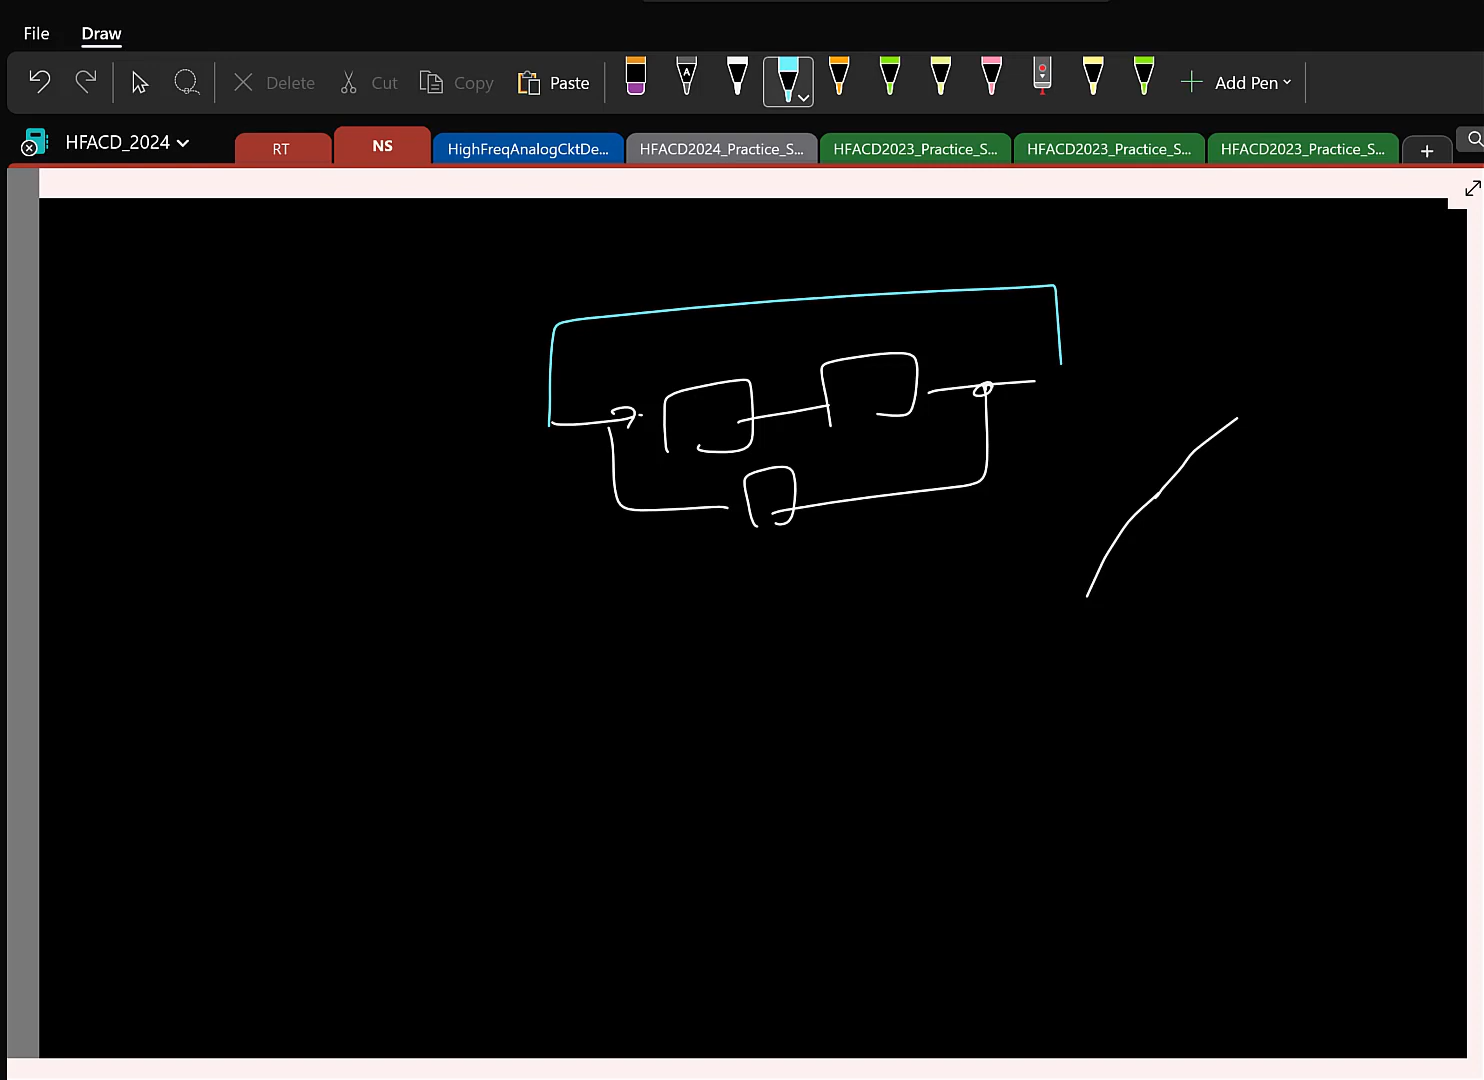 File Draw
Delete Cut Copy Paste A Add Pen
HFACD_2024 RT NS HighFreqAnalogCktDe... HFACD2024_Practice_S... HFACD2023_Practice_S... HFACD2023_Practice_S... HFACD2023_Practice_S...